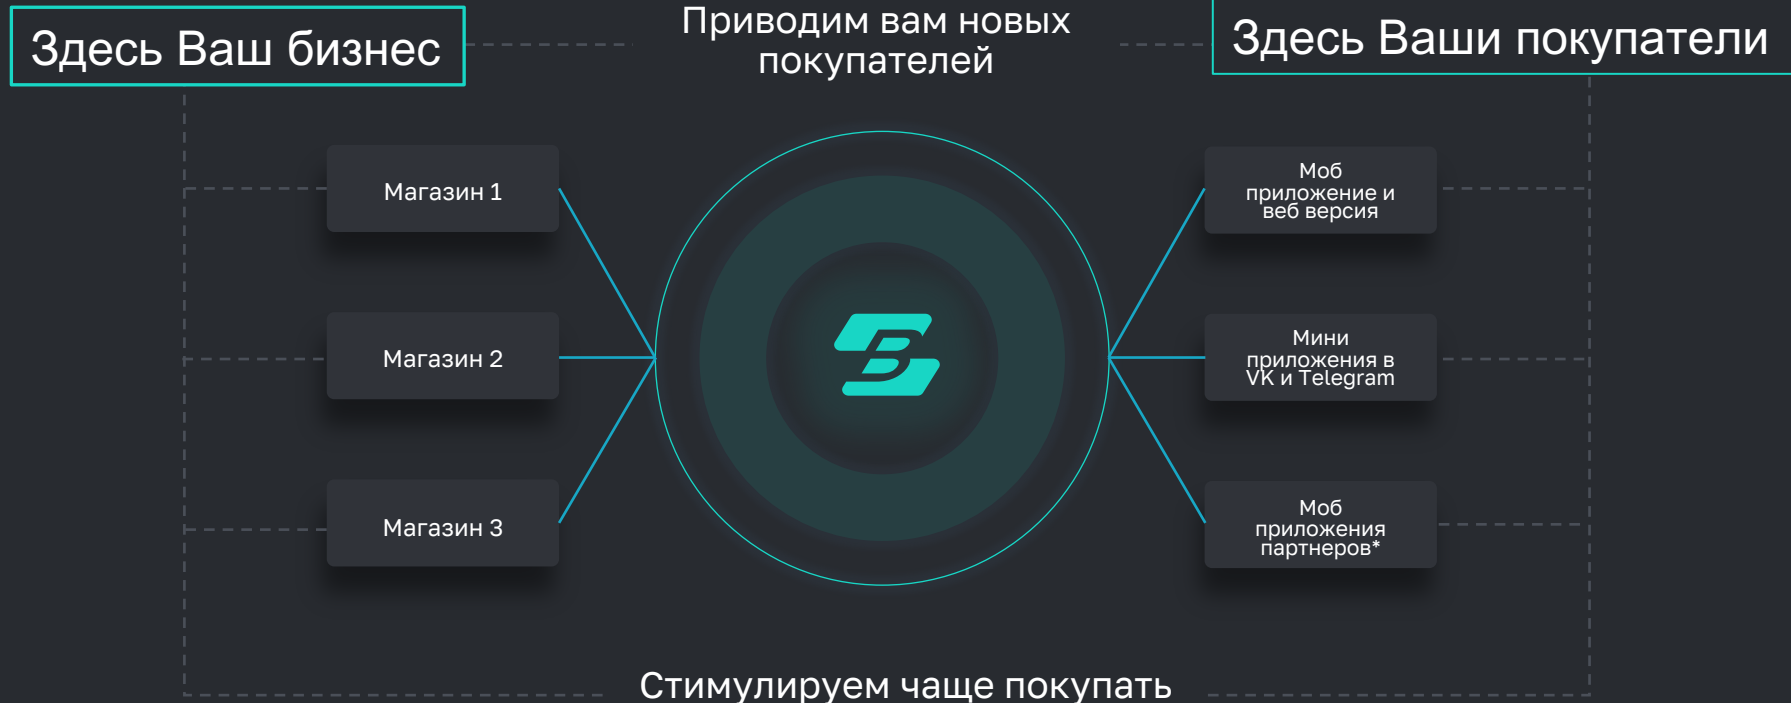 Здесь Ваш бизнес
Приводим вам новых
покупателей
Здесь Ваши покупатели
Магазин 1
Магазин 2
Магазин 3
Моб
приложение и
веб версия
Мини
приложения в
VK и Telegram
Моб
приложения
партнеров*
Стимулируем чаще покупать